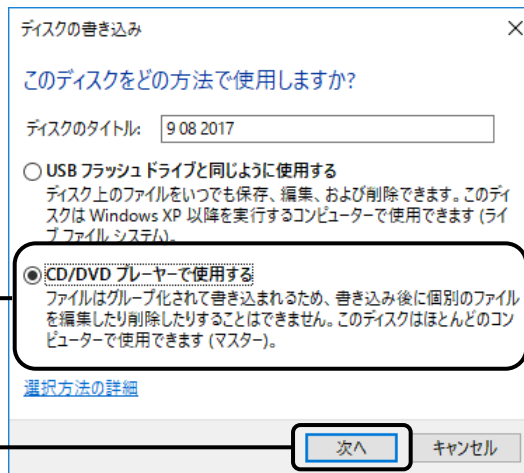 ディスクの書き込み
このディスクをどの方法で使用しますか?
ディスクのタイトル: 9 08 2017
USB フラッシュ ドライブと同じように使用する
ディスク上のファイルをいつでも保存、編集、および削除できます。このディ
スクは Windows XP 以降を実行するコンピューターで使用できます (ライ
ブ ファイル システム)。
CD/DVD プレーヤーで使用する
ファイルはグループ化されて書き込まれるため、書き込み後に個別のファイル
を編集したり削除したりすることはできません。このディスクはほとんどのコン
ピューターで使用できます (マスター)。
選択方法の詳細
次へ キャンセル